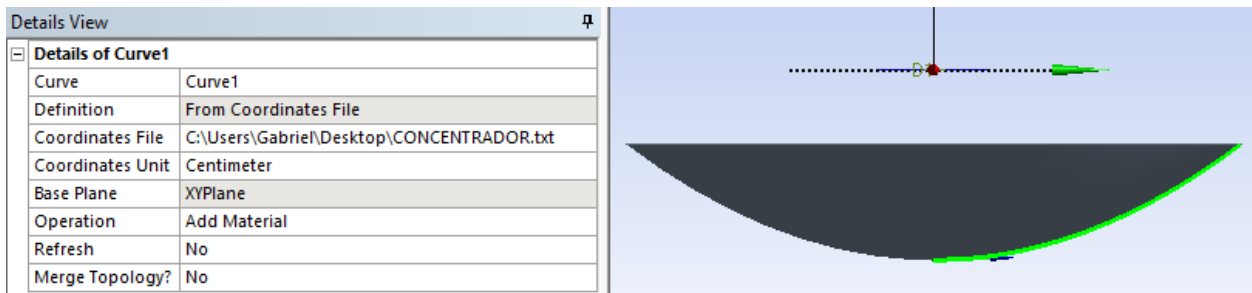 Details View
Details of Curve1
Curve Curve1
Definition From Coordinates File
Coordinates File C:\Users\Gabriel\Desktop\CONCENTRADOR.txt
Coordinates Unit Centimeter
Base Plane XYPlane
Operation Add Material
Refresh No
Merge Topology? No